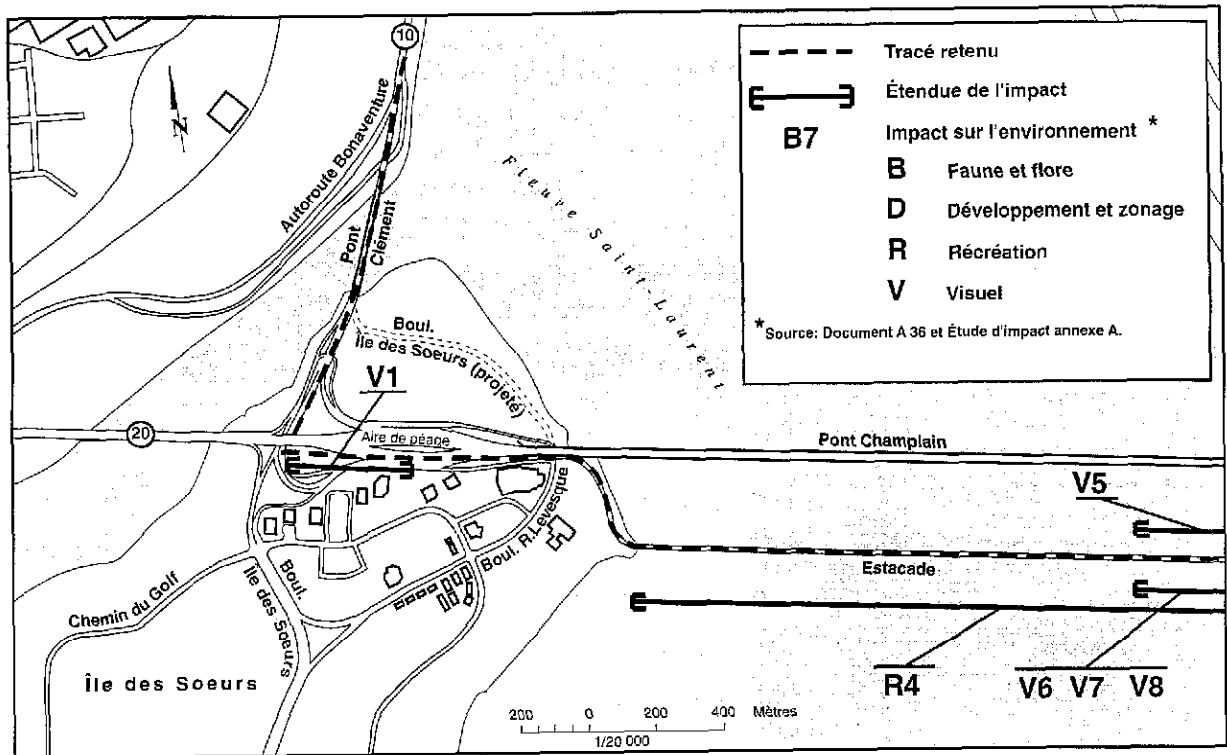 10
N
Autoroute Bonaventure
Pont Clément
Fleuve Saint-Laurent
Boul.
Île des Soeurs (projeté)
V1
20
Aire de péage
Pont Champlain
V5
Boul. R.Lévesque
Estacade
Chemin du Golf
Boul.
Île des Soeurs
Île des Soeurs
R4
V6 V7 V8
200 0 200 400 Mètres
1/20 000
Tracé retenu
Étendue de l'impact
B7 Impact sur l'environnement *
B Faune et flore
D Développement et zonage
R Récréation
V Visuel
*Source: Document A 36 et Étude d'impact annexe A.